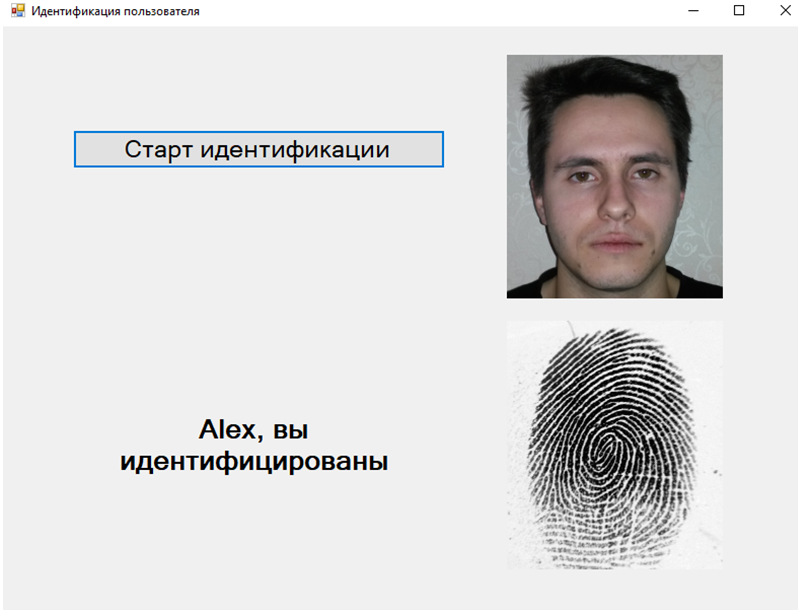 Идентификация пользователя
Старт идентификации
Alex, вы
идентифицированы